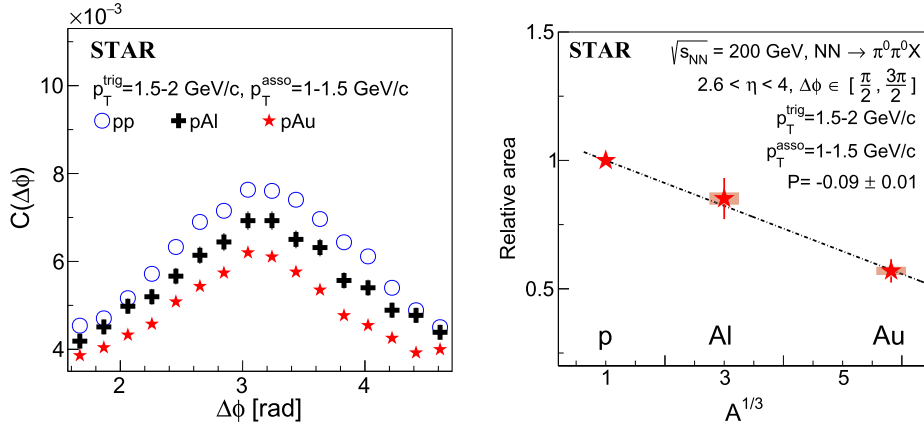 ×10⁻³
STAR
p_T^trig=1.5-2 GeV/c, p_T^asso=1-1.5 GeV/c
pp pAl pAu
10
8
6
4
C(Δϕ)
2 3 4
Δϕ [rad]
1.5
1
0.5
Relative area
STAR √s_NN = 200 GeV, NN → π⁰π⁰X
2.6 < η < 4, Δϕ ∈ [π/2, 3π/2]
p_T^trig=1.5-2 GeV/c
p_T^asso=1-1.5 GeV/c
P= -0.09 ± 0.01
p Al Au
1 3 5
A^1/3